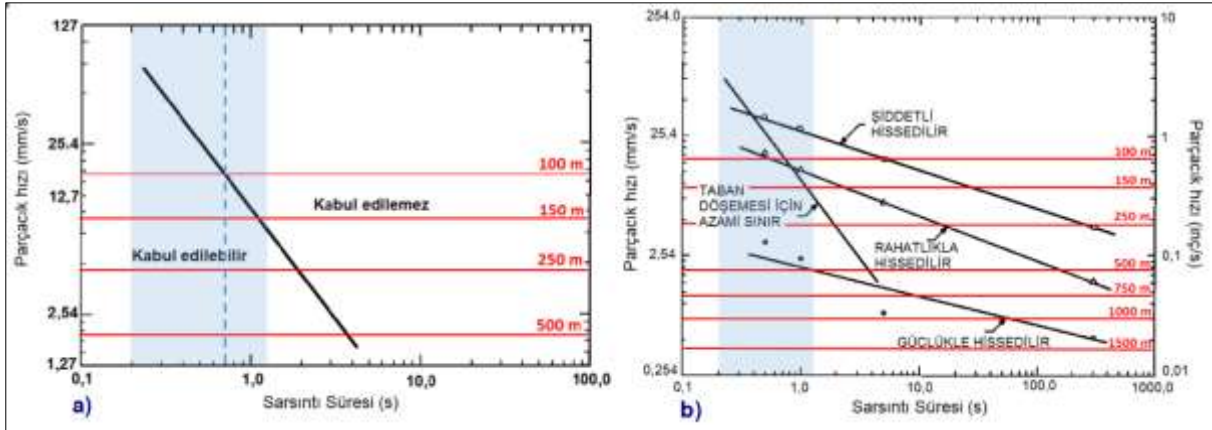 127
25.4
12,7
2,54
1,27
Parçacık hızı (mm/s)
100 m
150 m
250 m
500 m
Kabul edilemez
Kabul edilebilir
0,1
1,0
10,0
100,0
Sarsıntı Süresi (s)
a)
254.0
25.4
2.54
0,254
Parçacık hızı (mm/s)
10
1
0,1
0,01
Parçacık hızı (inç/s)
ŞİDDETLİ
HİSSEDİLİR
100 m
150 m
250 m
500 m
750 m
1000 m
1500 m
TABAN
DÖŞEMESİ İÇİN
AZAMİ SINIR
RAHATLIKLA
HİSSEDİLİR
GÜÇLÜKLE HİSSEDİLİR
0,1
1,0
10,0
100,0
1000,0
Sarsıntı Süresi (s)
b)